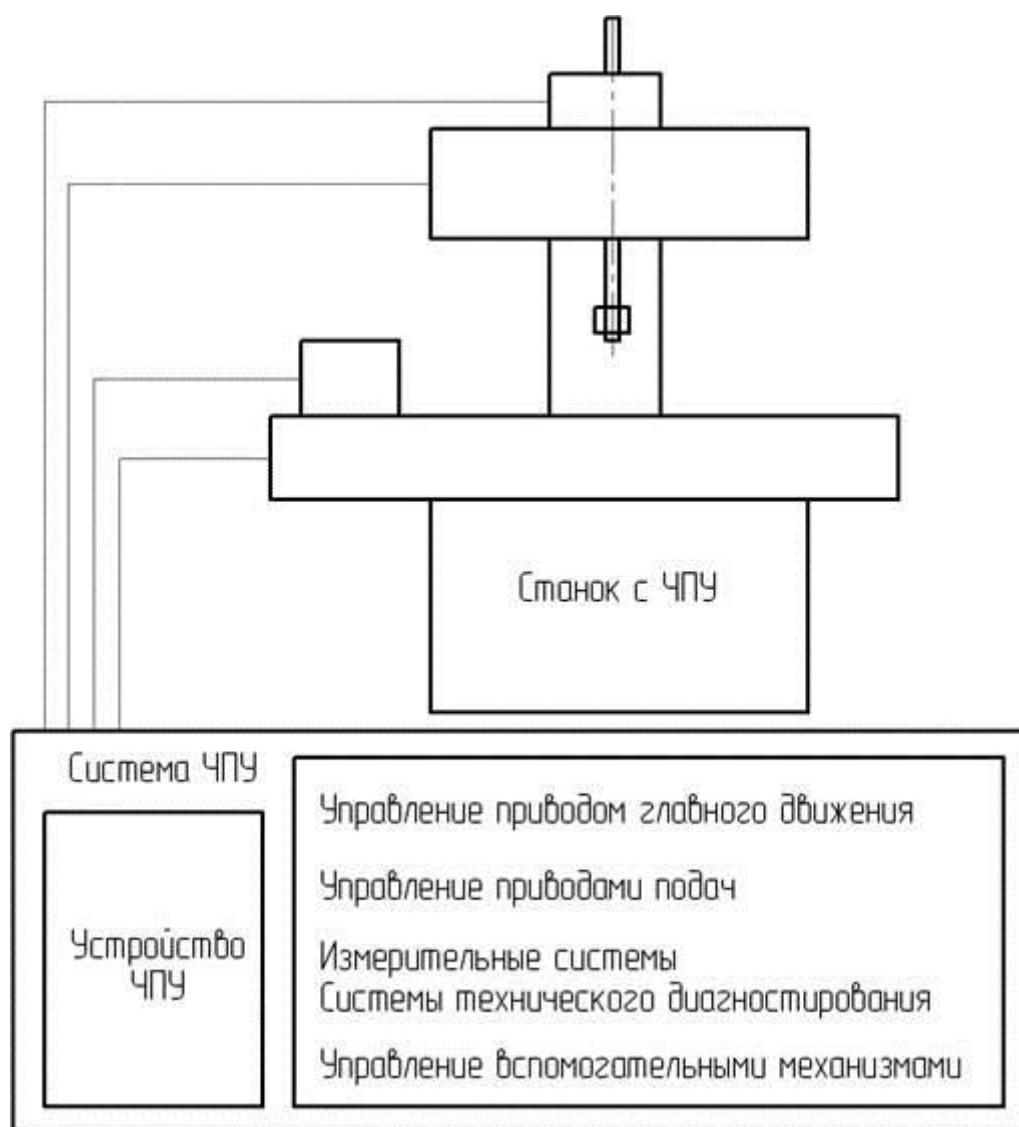 Станок с ЧПУ
Система ЧПУ
Устройство
ЧПУ
Управление приводом главного движения
Управление приводами подач
Измерительные системы
Системы технического диагностирования
Управление вспомогательными механизмами